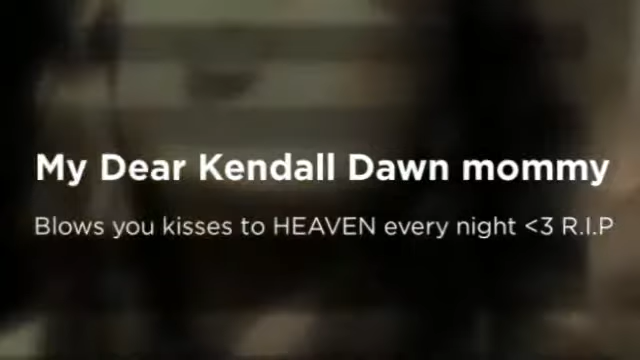 My Dear Kendall Dawn mommy
Blows you kisses to HEAVEN every night <3 R.I.P